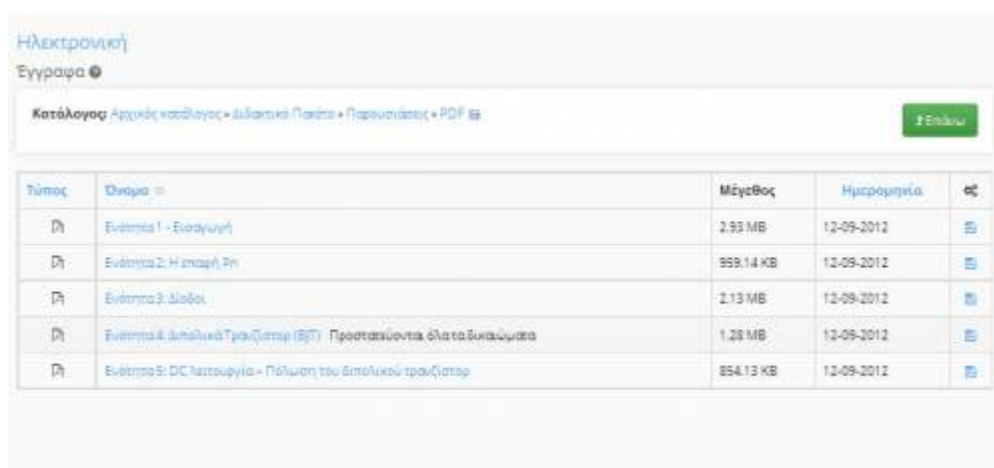 Ηλεκτρονική
Έγγραφα
Κατάλογος: Αρχικός κατάλογος » Διδακτικό Πακέτο » Παρουσιάσεις » PDF Επάνω
Τύπος Όνομα Μέγεθος Ημερομηνία
Ενότητα 1 - Εισαγωγή 2.93 MB 12-09-2012
Ενότητα 2: Η επαφή Pn 959.14 KB 12-09-2012
Ενότητα 3: Δίοδοι. 2.13 MB 12-09-2012
Ενότητα 4: Διπολικά Τρανζίστορ (BJT) Προστατεύονται όλα τα δικαιώματα 1.28 MB 12-09-2012
Ενότητα 5: DC λειτουργία – Πόλωση του διπολικού τρανζίστορ 854.13 KB 12-09-2012